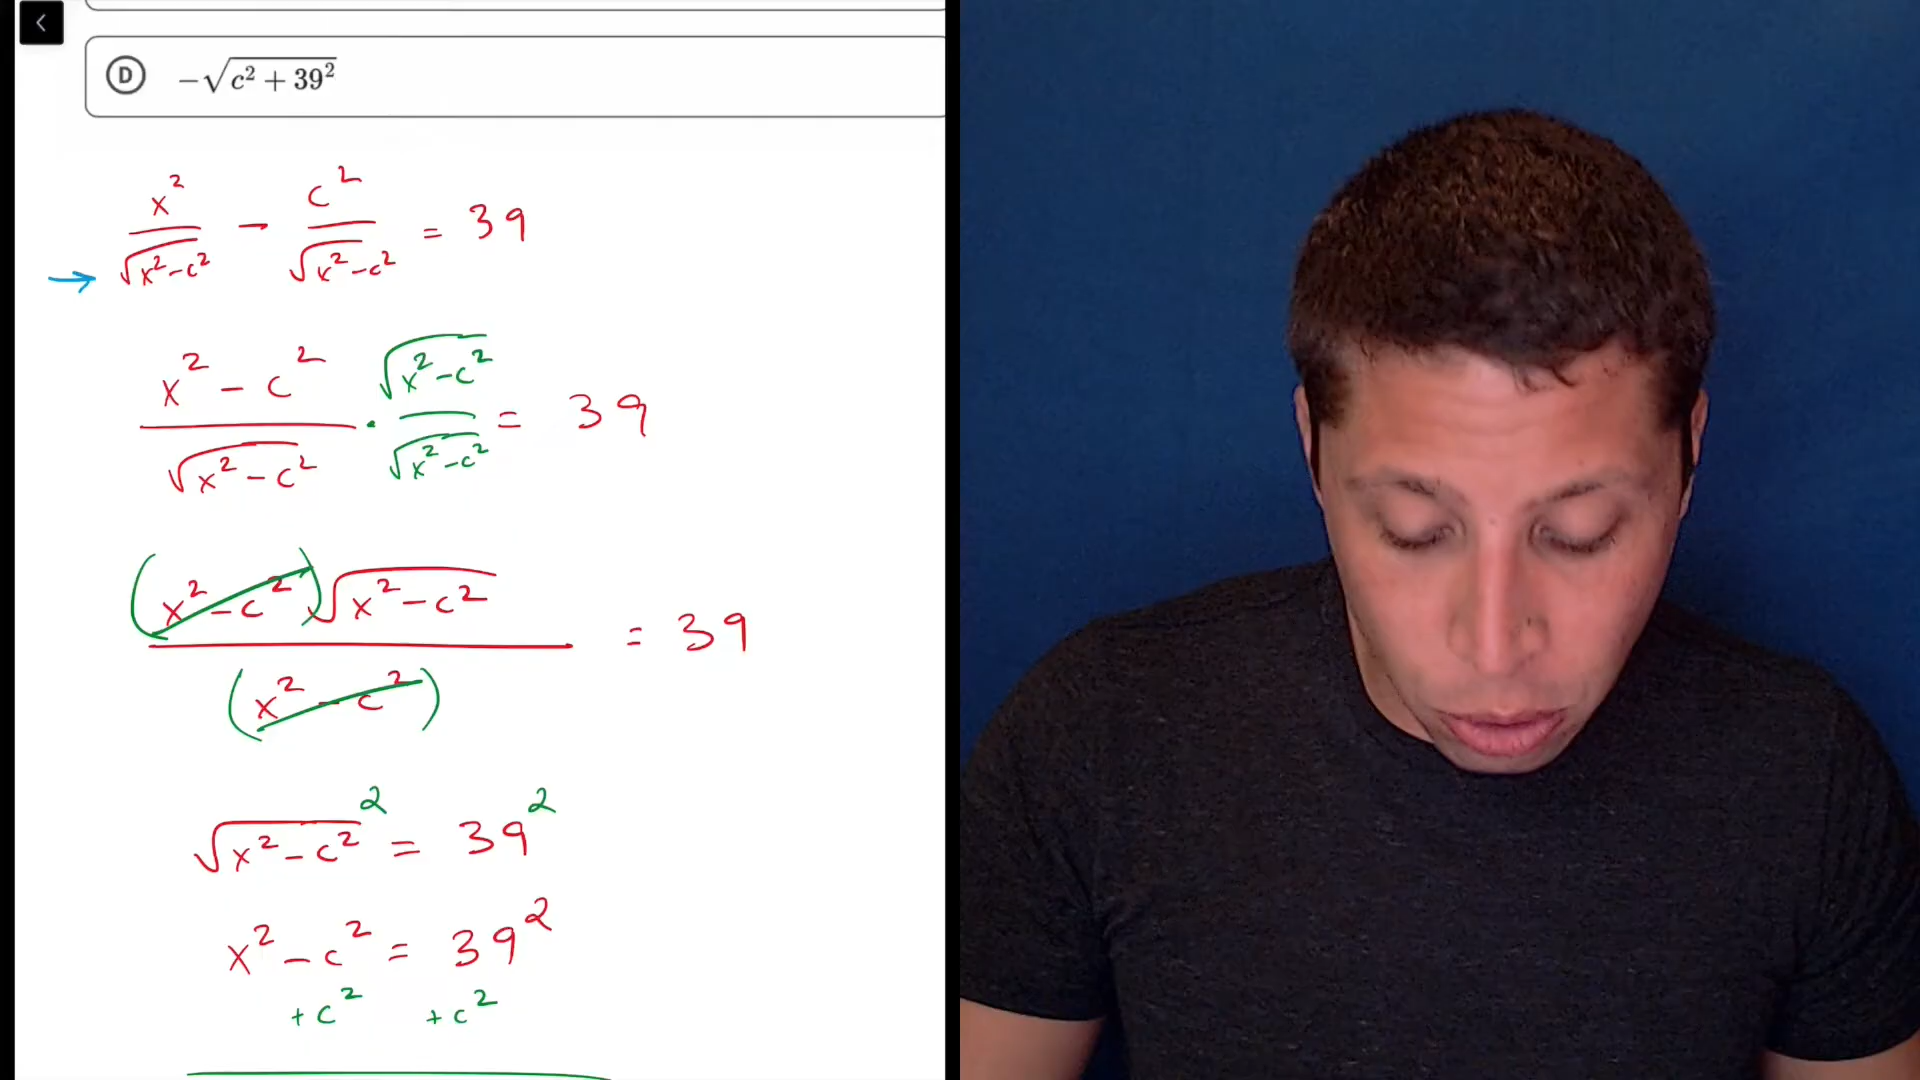 D −√(c² + 39²)
x²/√(x²−c²) − c²/√(x²−c²) = 39
(x² − c²)/√(x²−c²) · √(x²−c²)/√(x²−c²) = 39
(x²−c²)√(x²−c²)/(x²−c²) = 39
√(x²−c²)² = 39²
x² − c² = 39²
+c² +c²